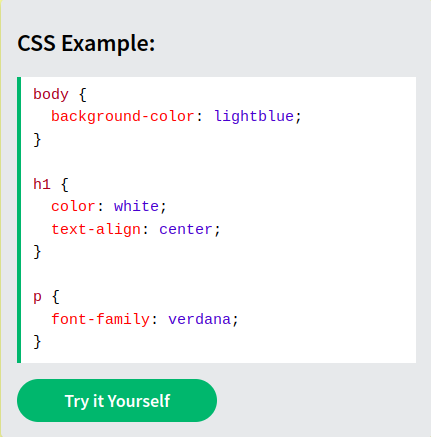 CSS Example:
body {
  background-color: lightblue;
}

h1 {
  color: white;
  text-align: center;
}

p {
  font-family: verdana;
}
Try it Yourself